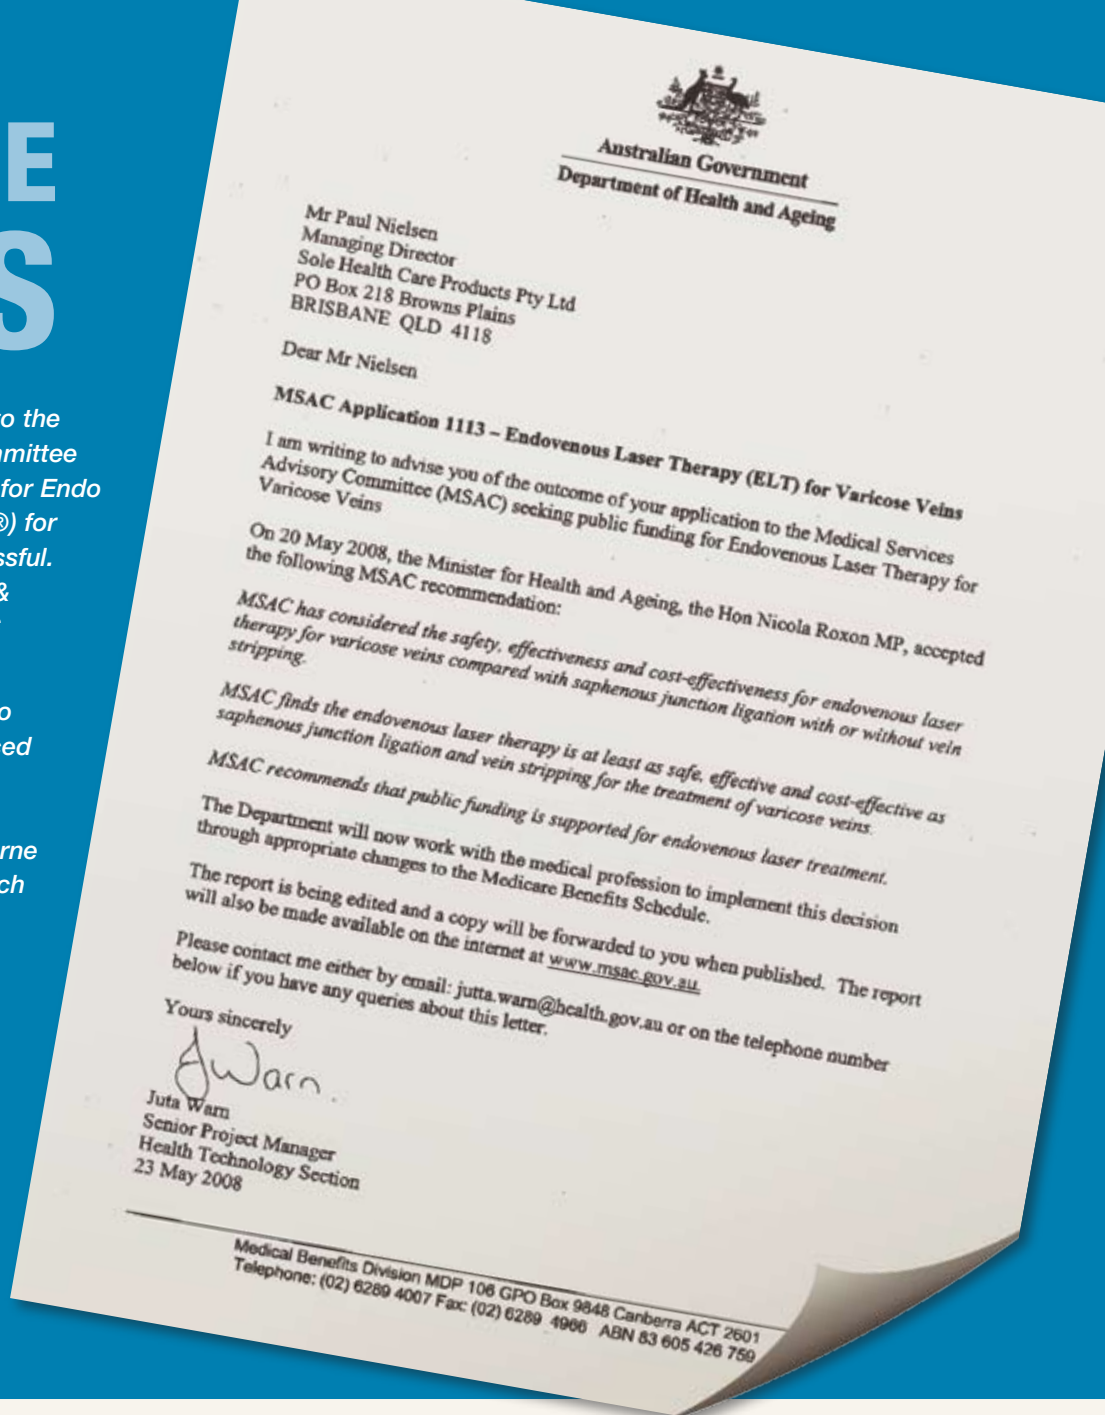 E
S
o the
mmittee
for Endo
®) for
ssful.
&
o
ed
rne
ch
Australian Government
Department of Health and Ageing
Mr Paul Nielsen
Managing Director
Sole Health Care Products Pty Ltd
PO Box 218 Browns Plains
BRISBANE QLD 4118
Dear Mr Nielsen
MSAC Application 1113 – Endovenous Laser Therapy (ELT) for Varicose Veins
I am writing to advise you of the outcome of your application to the Medical Services
Advisory Committee (MSAC) seeking public funding for Endovenous Laser Therapy for
Varicose Veins
On 20 May 2008, the Minister for Health and Ageing, the Hon Nicola Roxon MP, accepted
the following MSAC recommendation:
MSAC has considered the safety, effectiveness and cost-effectiveness for endovenous laser
therapy for varicose veins compared with saphenous junction ligation with or without vein
stripping.
MSAC finds the endovenous laser therapy is at least as safe, effective and cost-effective as
saphenous junction ligation and vein stripping for the treatment of varicose veins.
MSAC recommends that public funding is supported for endovenous laser treatment.
The Department will now work with the medical profession to implement this decision
through appropriate changes to the Medicare Benefits Schedule.
The report is being edited and a copy will be forwarded to you when published. The report
will also be made available on the internet at www.msac.gov.au.
Please contact me either by email: jutta.warn@health.gov.au or on the telephone number
below if you have any queries about this letter.
Yours sincerely
JWarn.
Juta Warn
Senior Project Manager
Health Technology Section
23 May 2008
Medical Benefits Division MDP 106 GPO Box 9848 Canberra ACT 2601
Telephone: (02) 6289 4007 Fax: (02) 6289 4966 ABN 83 605 426 759